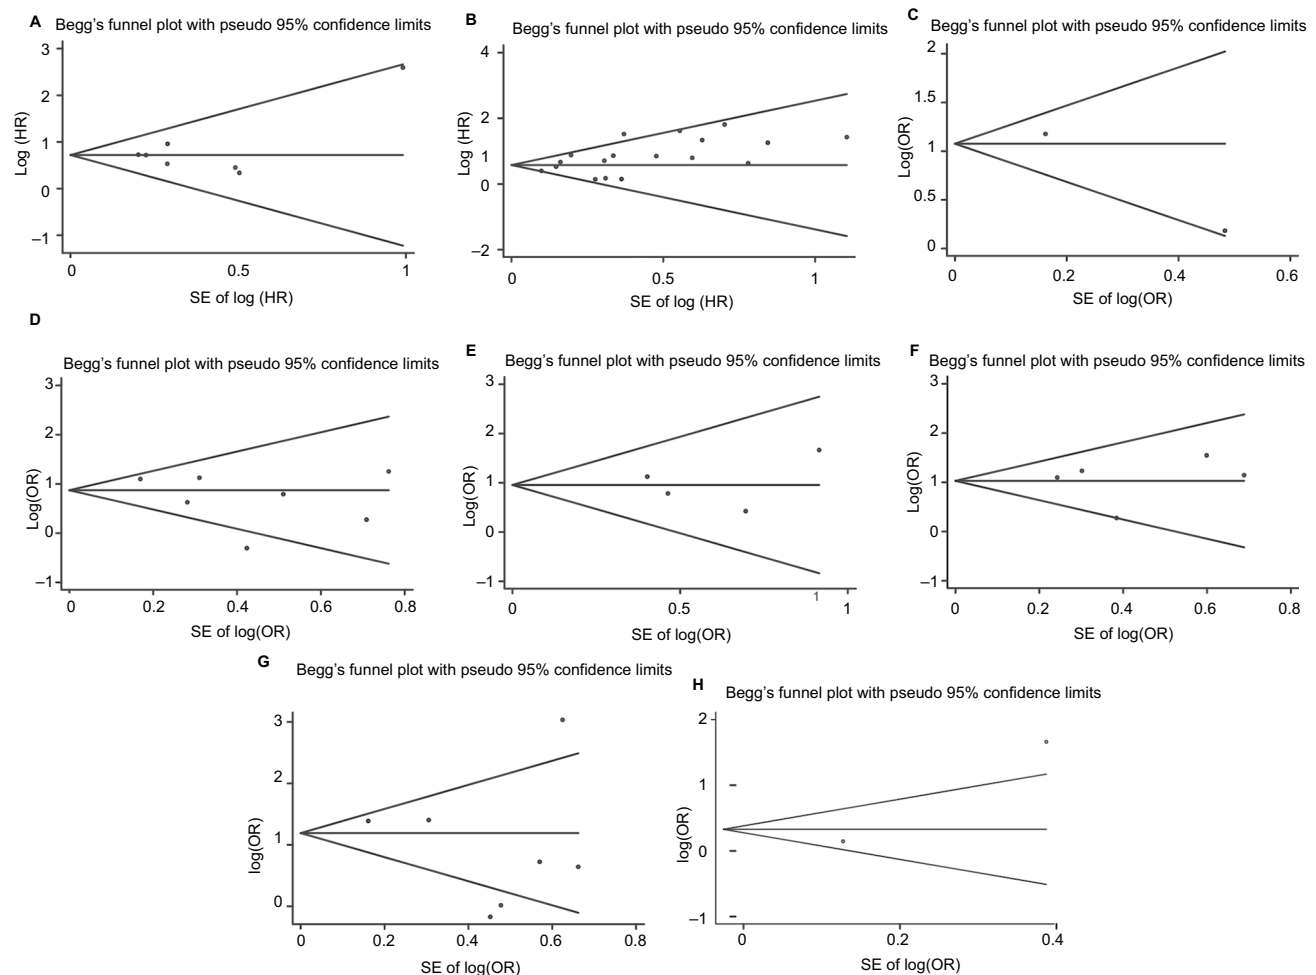 A
Begg's funnel plot with pseudo 95% confidence limits
3
2
1
0
–1
Log (HR)
0
0.5
1
SE of log (HR)
B
Begg's funnel plot with pseudo 95% confidence limits
4
2
0
–2
Log (HR)
0
0.5
1
SE of log (HR)
C
Begg's funnel plot with pseudo 95% confidence limits
2
1.5
1
0.5
0
Log(OR)
0
0.2
0.4
0.6
SE of log(OR)
D
Begg's funnel plot with pseudo 95% confidence limits
3
2
1
0
–1
Log(OR)
0
0.2
0.4
0.6
0.8
SE of log(OR)
E
Begg's funnel plot with pseudo 95% confidence limits
3
2
1
0
–1
Log(OR)
0
0.5
1
1
SE of log(OR)
F
Begg's funnel plot with pseudo 95% confidence limits
3
2
1
0
–1
Log(OR)
0
0.2
0.4
0.6
0.8
SE of log(OR)
G
Begg's funnel plot with pseudo 95% confidence limits
3
2
1
0
log(OR)
0
0.2
0.4
0.6
0.8
SE of log(OR)
H
Begg's funnel plot with pseudo 95% confidence limits
2
1
0
–1
log(OR)
0
0.2
0.4
SE of log(OR)